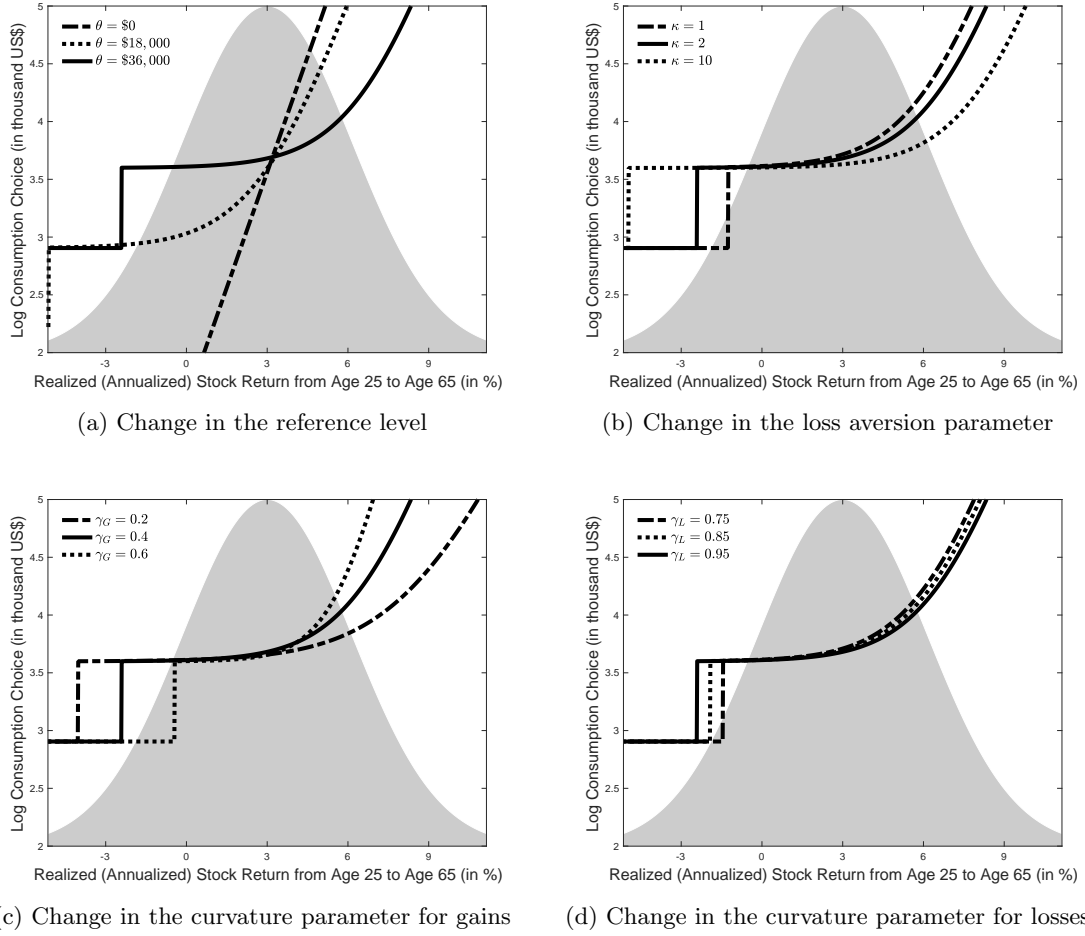 5
4.5
4
3.5
3
2.5
2
-3
0
3
6
9
Log Consumption Choice (in thousand US$)
Realized (Annualized) Stock Return from Age 25 to Age 65 (in %)
θ = $0
θ = $18,000
θ = $36,000
(a) Change in the reference level
5
4.5
4
3.5
3
2.5
2
-3
0
3
6
9
Log Consumption Choice (in thousand US$)
Realized (Annualized) Stock Return from Age 25 to Age 65 (in %)
κ = 1
κ = 2
κ = 10
(b) Change in the loss aversion parameter
5
4.5
4
3.5
3
2.5
2
-3
0
3
6
9
Log Consumption Choice (in thousand US$)
Realized (Annualized) Stock Return from Age 25 to Age 65 (in %)
γG = 0.2
γG = 0.4
γG = 0.6
(c) Change in the curvature parameter for gains
5
4.5
4
3.5
3
2.5
2
-3
0
3
6
9
Log Consumption Choice (in thousand US$)
Realized (Annualized) Stock Return from Age 25 to Age 65 (in %)
γL = 0.75
γL = 0.85
γL = 0.95
(d) Change in the curvature parameter for losses